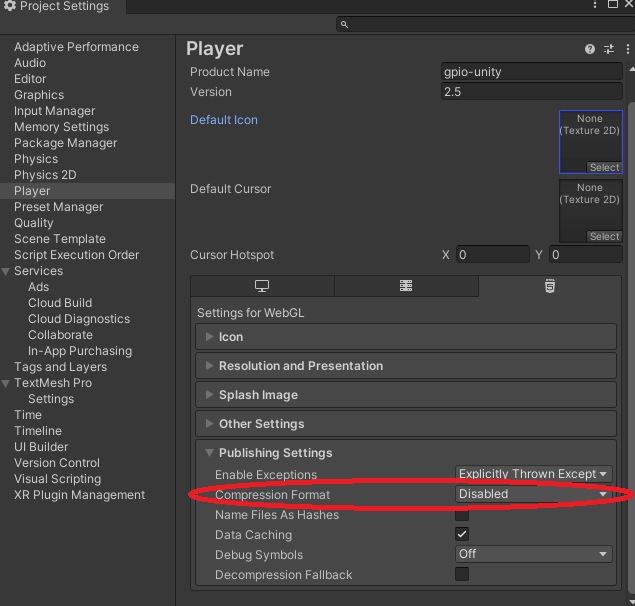 Project Settings
Adaptive Performance
Audio
Editor
Graphics
Input Manager
Memory Settings
Package Manager
Physics
Physics 2D
Player
Preset Manager
Quality
Scene Template
Script Execution Order
Services
Ads
Cloud Build
Cloud Diagnostics
Collaborate
In-App Purchasing
Tags and Layers
TextMesh Pro
Settings
Time
Timeline
UI Builder
Version Control
Visual Scripting
XR Plugin Management
Player
Product Name gpio-unity
Version 2.5
Default Icon
None
(Texture 2D)
Select
Default Cursor
None
(Texture 2D)
Select
Cursor Hotspot X 0 Y 0
Settings for WebGL
Icon
Resolution and Presentation
Splash Image
Other Settings
Publishing Settings
Enable Exceptions Explicitly Thrown Except
Compression Format Disabled
Name Files As Hashes
Data Caching
Debug Symbols Off
Decompression Fallback